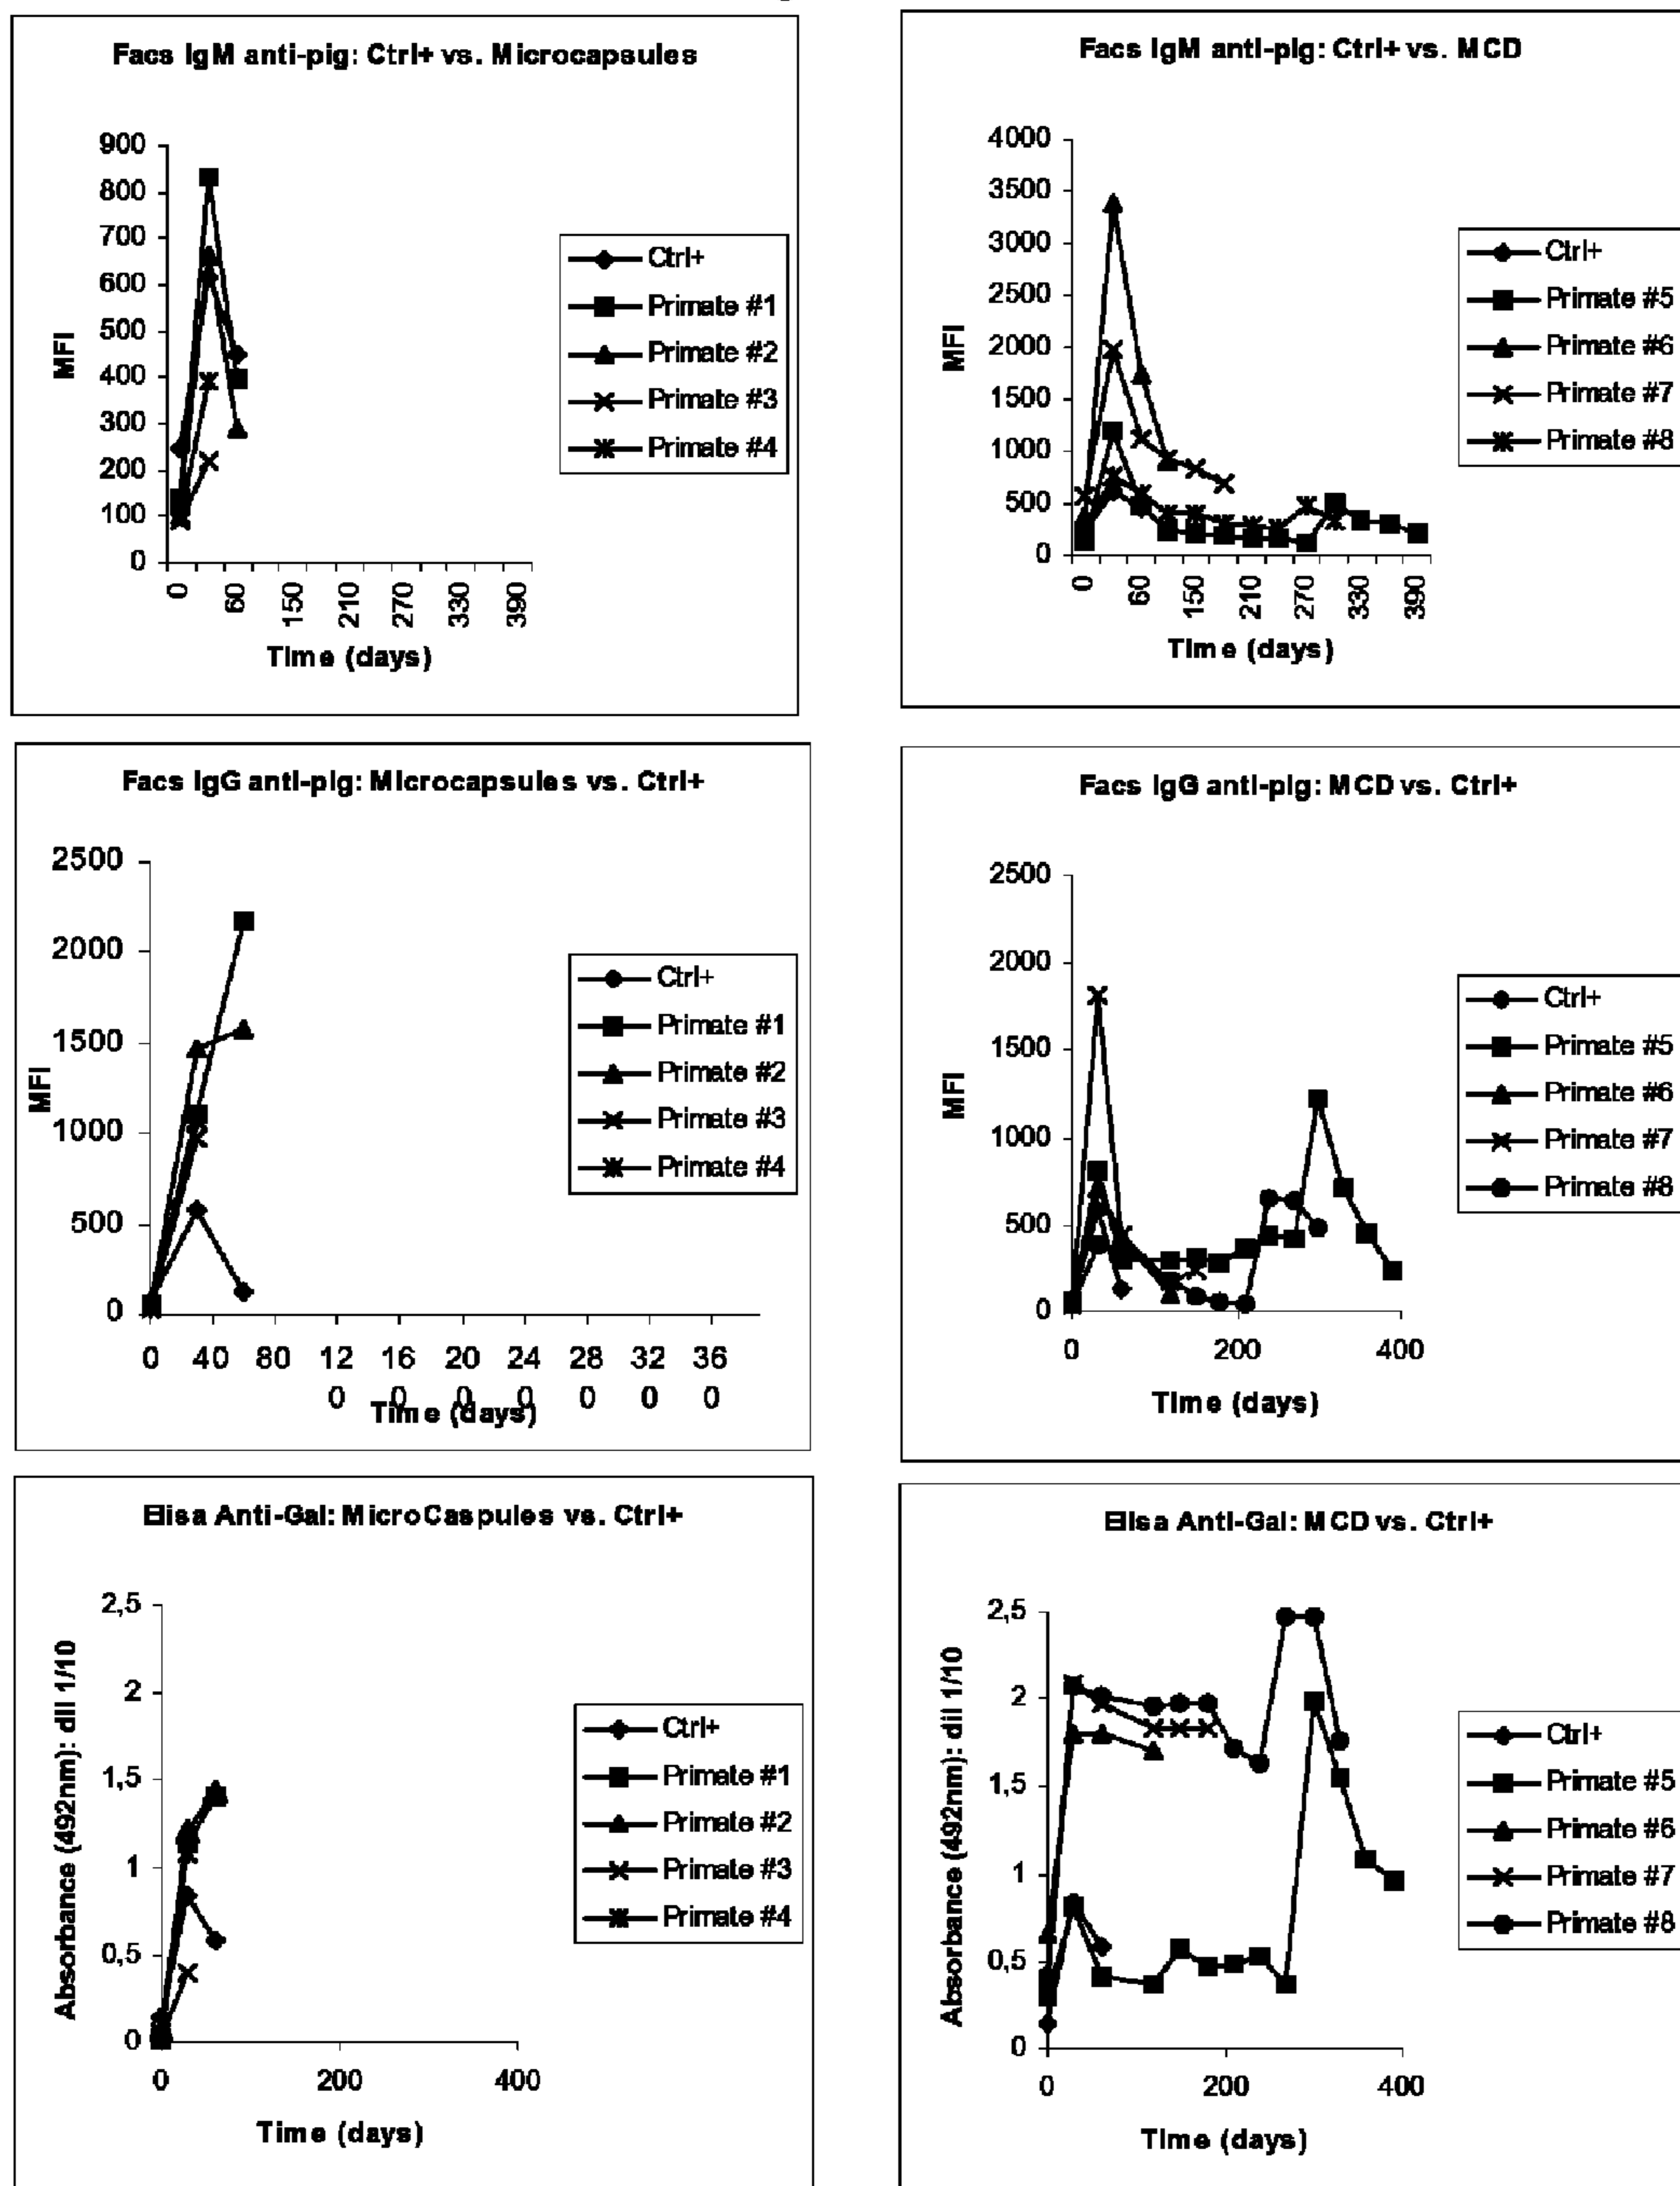 Facs IgM anti-pig: Ctrl+ vs. Microcapsules
900
800
700
600
500
400
300
200
100
0
MFI
0 60 150 210 270 330 390
Time (days)
Ctrl+
Primate #1
Primate #2
Primate #3
Primate #4
Facs IgM anti-pig: Ctrl+ vs. MCD
4000
3500
3000
2500
2000
1500
1000
500
0
MFI
0 60 150 210 270 330 390
Time (days)
Ctrl+
Primate #5
Primate #6
Primate #7
Primate #8
Facs IgG anti-pig: Microcapsules vs. Ctrl+
2500
2000
1500
1000
500
0
MFI
0 40 80 12 16 20 24 28 32 36
0 0 0 0 0 0 0
Time (days)
Ctrl+
Primate #1
Primate #2
Primate #3
Primate #4
Facs IgG anti-pig: MCD vs. Ctrl+
2500
2000
1500
1000
500
0
MFI
0 200 400
Time (days)
Ctrl+
Primate #5
Primate #6
Primate #7
Primate #8
Elisa Anti-Gal: MicroCaspules vs. Ctrl+
2,5
2
1,5
1
0,5
0
Absorbance (492nm): dil 1/10
0 200 400
Time (days)
Ctrl+
Primate #1
Primate #2
Primate #3
Primate #4
Elisa Anti-Gal: MCD vs. Ctrl+
2,5
2
1,5
1
0,5
0
Absorbance (492nm): dil 1/10
0 200 400
Time (days)
Ctrl+
Primate #5
Primate #6
Primate #7
Primate #8